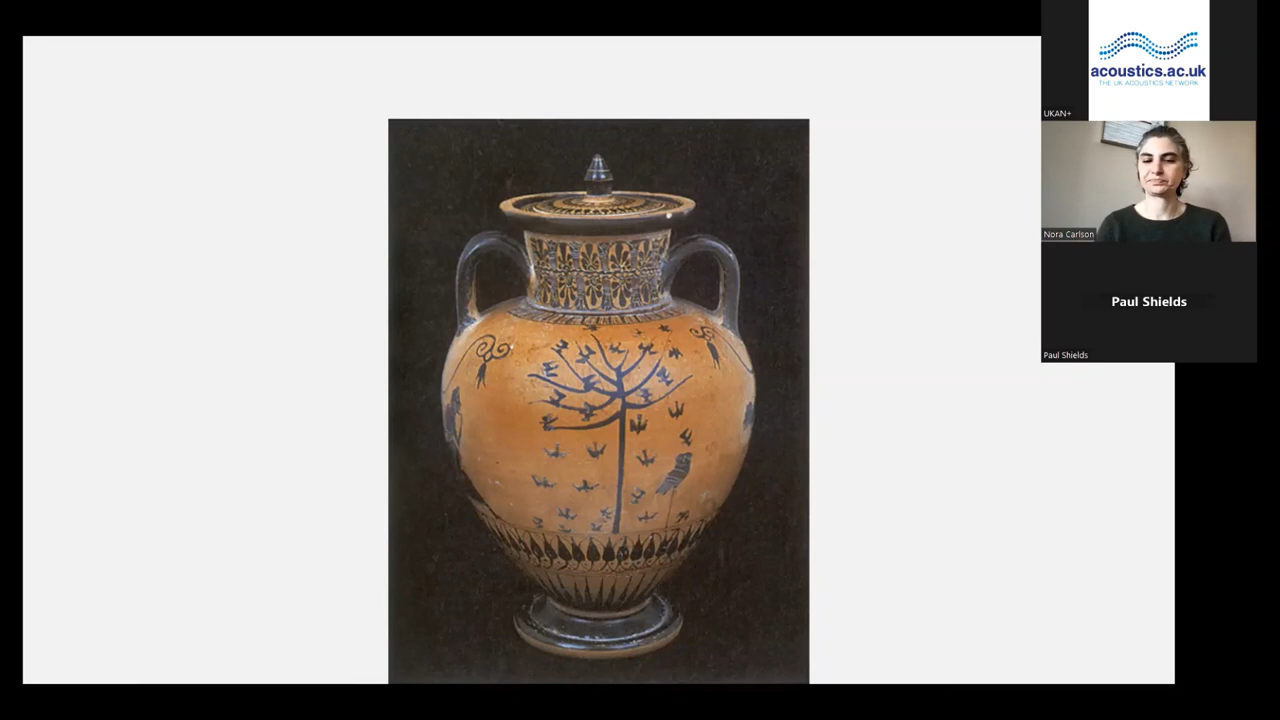 acoustics.ac.uk
THE UK ACOUSTICS NETWORK
UKAN+
Nora Carlson
Paul Shields
Paul Shields